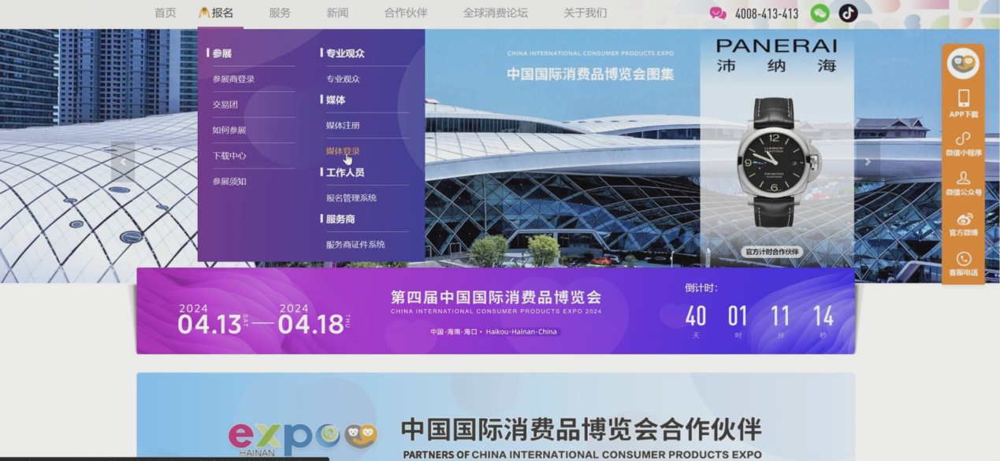 首页 报名 服务 新闻 合作伙伴 全球消费论坛 关于我们 4008-413-413
参展
参展商登录
交易团
如何参展
下载中心
参展须知
专业观众
专业观众
媒体
媒体注册
媒体登录
工作人员
报名管理系统
服务商
服务商证件系统
CHINA INTERNATIONAL CONSUMER PRODUCTS EXPO
中国国际消费品博览会图集
PANERAI
沛纳海
12
LUMINOR
MARINA
9 3
PANERAI
6
官方计时合作伙伴
APP下载
微信小程序
微信公众号
官方微博
客服电话
2024 2024
04.13 SAT — 04.18 THU
第四届中国国际消费品博览会
CHINA INTERNATIONAL CONSUMER PRODUCTS EXPO 2024
中国·海南·海口 • Haikou·Hainan·China
倒计时:
40 01 11 14
天 时 分 秒
expo
HAINAN
中国国际消费品博览会合作伙伴
PARTNERS OF CHINA INTERNATIONAL CONSUMER PRODUCTS EXPO